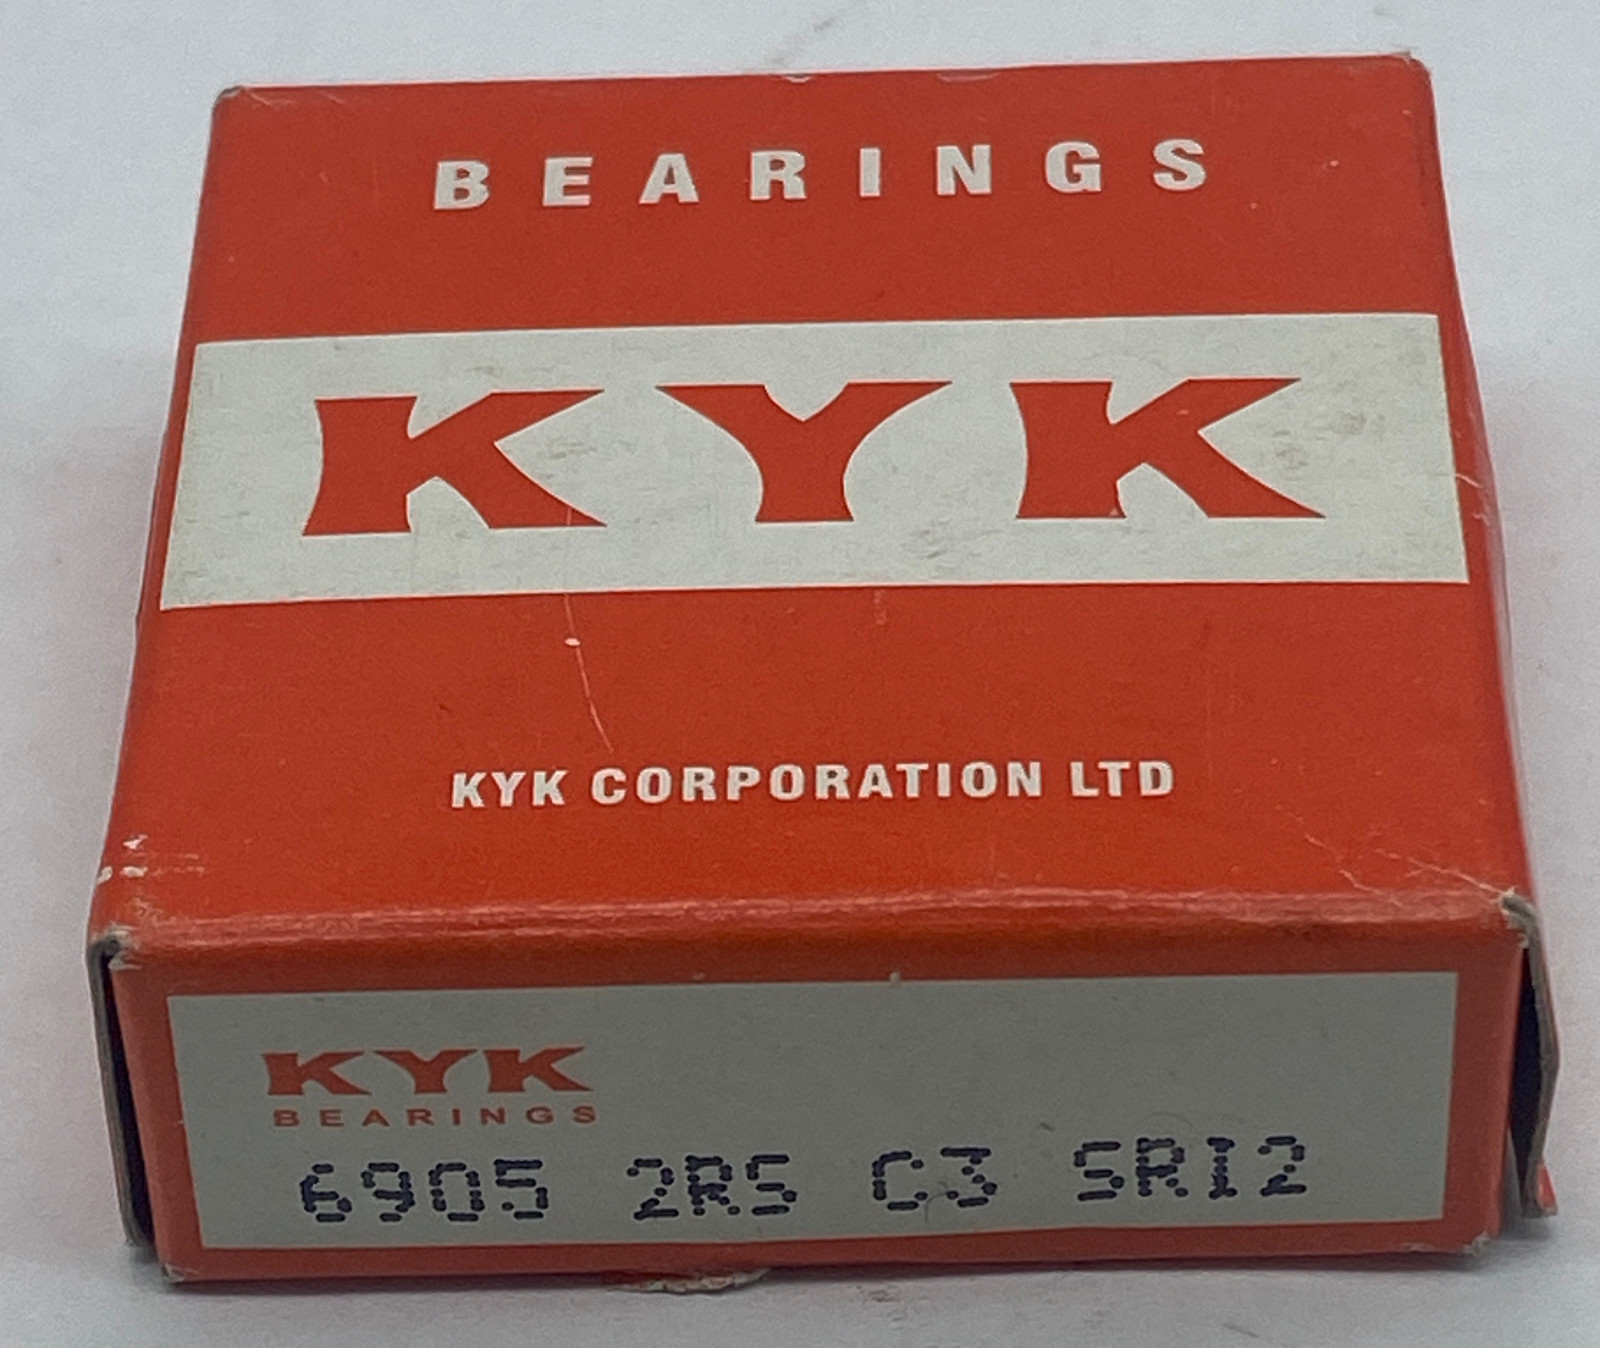 BEARINGS
KYK
KYK CORPORATION LTD
KYK
BEARINGS
6905 2RS C3 SRI2